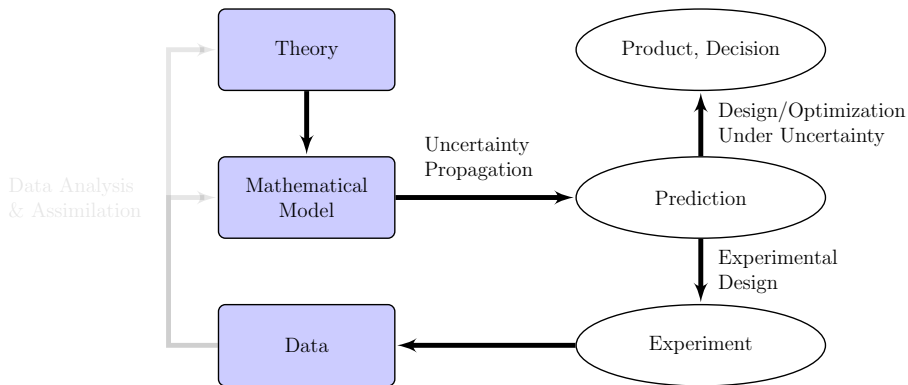 Theory
Product, Decision
Design/Optimization
Under Uncertainty
Uncertainty
Propagation
Data Analysis
& Assimilation
Mathematical
Model
Prediction
Experimental
Design
Data
Experiment